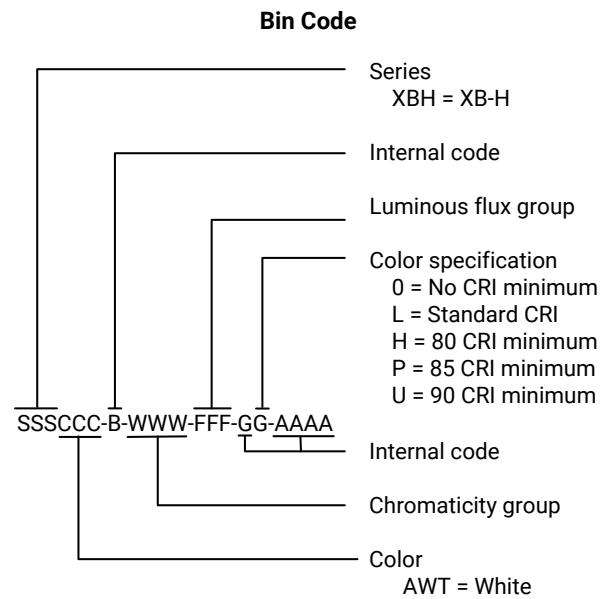 Bin Code
Series
XBH = XB-H
Internal code
Luminous flux group
Color specification
0 = No CRI minimum
L = Standard CRI
H = 80 CRI minimum
P = 85 CRI minimum
U = 90 CRI minimum
SSSCCC-B-WWW-FFF-GG-AAAA
Internal code
Chromaticity group
Color
AWT = White